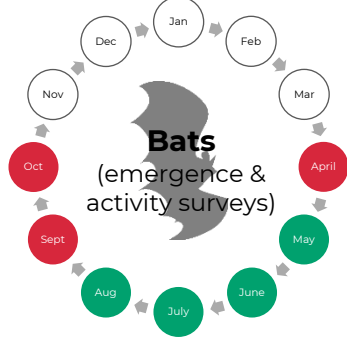 Jan
Feb
Mar
April
May
June
July
Aug
Sept
Oct
Nov
Dec
Bats
(emergence &
activity surveys)